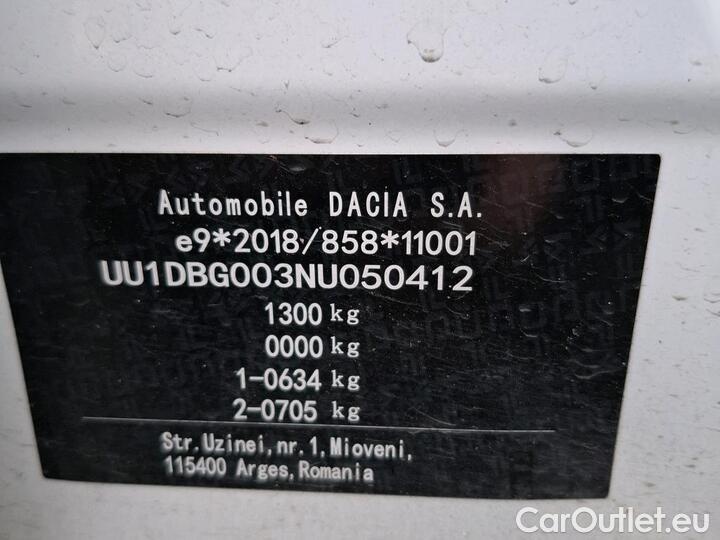 Automobile DACIA S.A.
e9*2018/858*11001
UU1DBG003NU050412
1300 kg
0000 kg
1-0634 kg
2-0705 kg
Str.Uzinei,nr.1,Mioveni,
115400 Arges,Romania
CarOutlet.eu